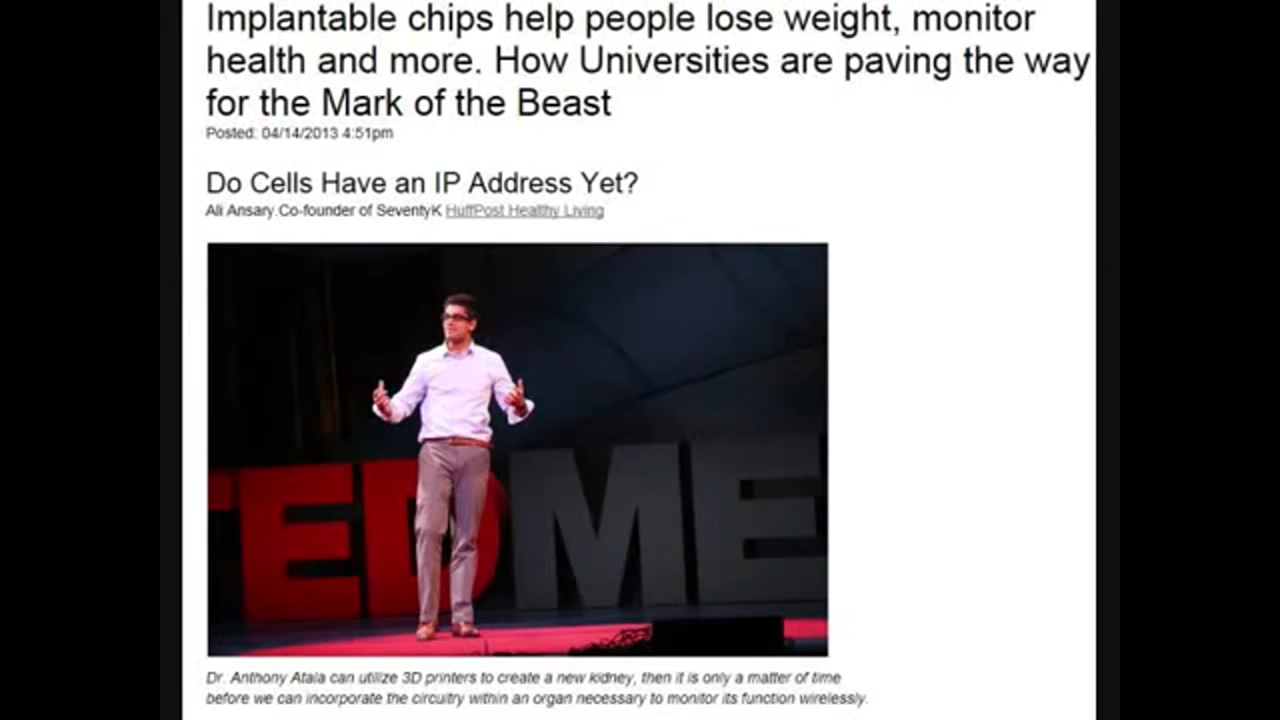 Implantable chips help people lose weight, monitor
health and more. How Universities are paving the way
for the Mark of the Beast
Posted: 04/14/2013 4:51pm
Do Cells Have an IP Address Yet?
Ali Ansary.Co-founder of SeventyK HuffPost Healthy Living
TEDME
Dr. Anthony Atala can utilize 3D printers to create a new kidney, then it is only a matter of time
before we can incorporate the circuitry within an organ necessary to monitor its function wirelessly.